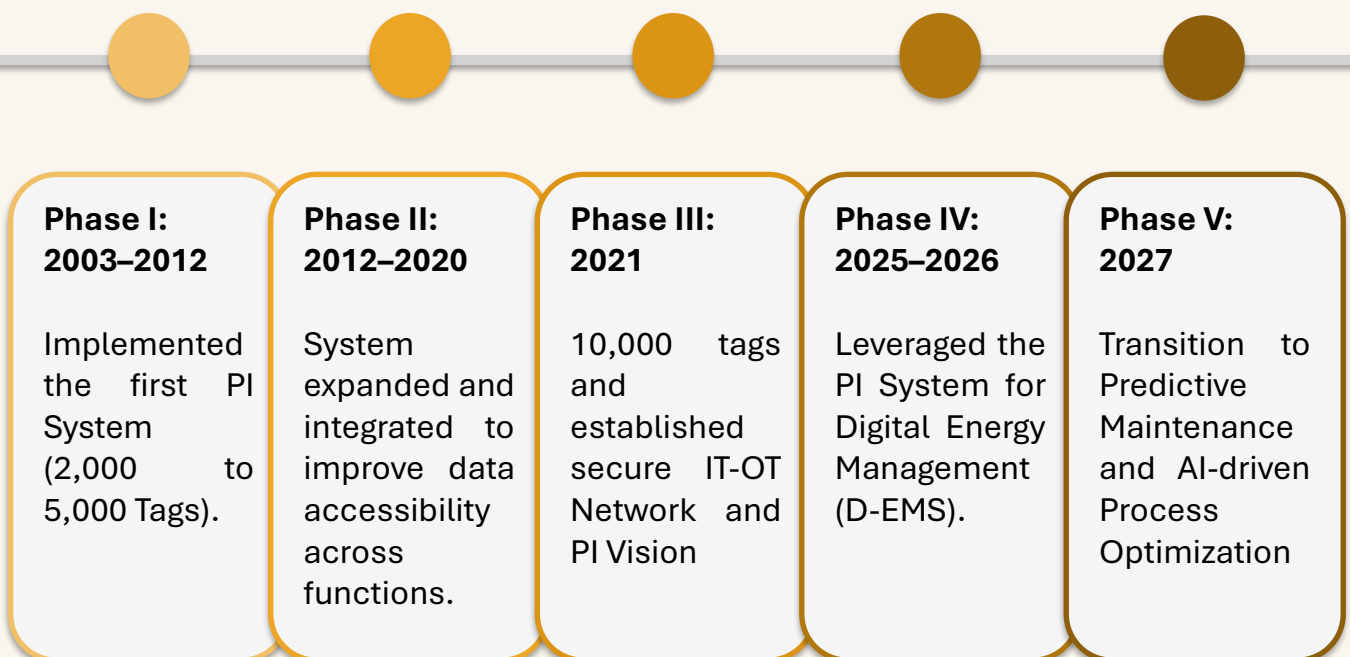 Phase I:
2003–2012
Implemented
the first PI
System
(2,000 to
5,000 Tags).
Phase II:
2012–2020
System
expanded and
integrated to
improve data
accessibility
across
functions.
Phase III:
2021
10,000 tags
and
established
secure IT-OT
Network and
PI Vision
Phase IV:
2025–2026
Leveraged the
PI System for
Digital Energy
Management
(D-EMS).
Phase V:
2027
Transition to
Predictive
Maintenance
and AI-driven
Process
Optimization